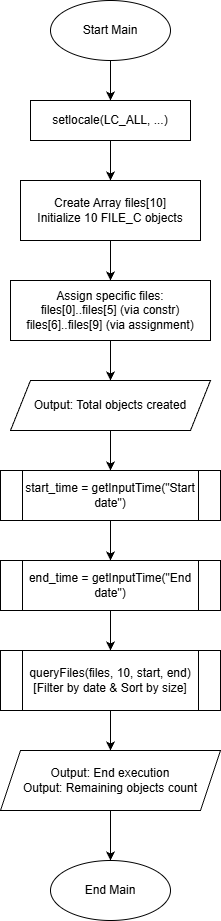 Start Main
setlocale(LC_ALL, ...)
Create Array files[10]
Initialize 10 FILE_C objects
Assign specific files:
files[0]..files[5] (via constr)
files[6]..files[9] (via assignment)
Output: Total objects created
start_time = getInputTime("Start
date")
end_time = getInputTime("End
date")
queryFiles(files, 10, start, end)
[Filter by date & Sort by size]
Output: End execution
Output: Remaining objects count
End Main